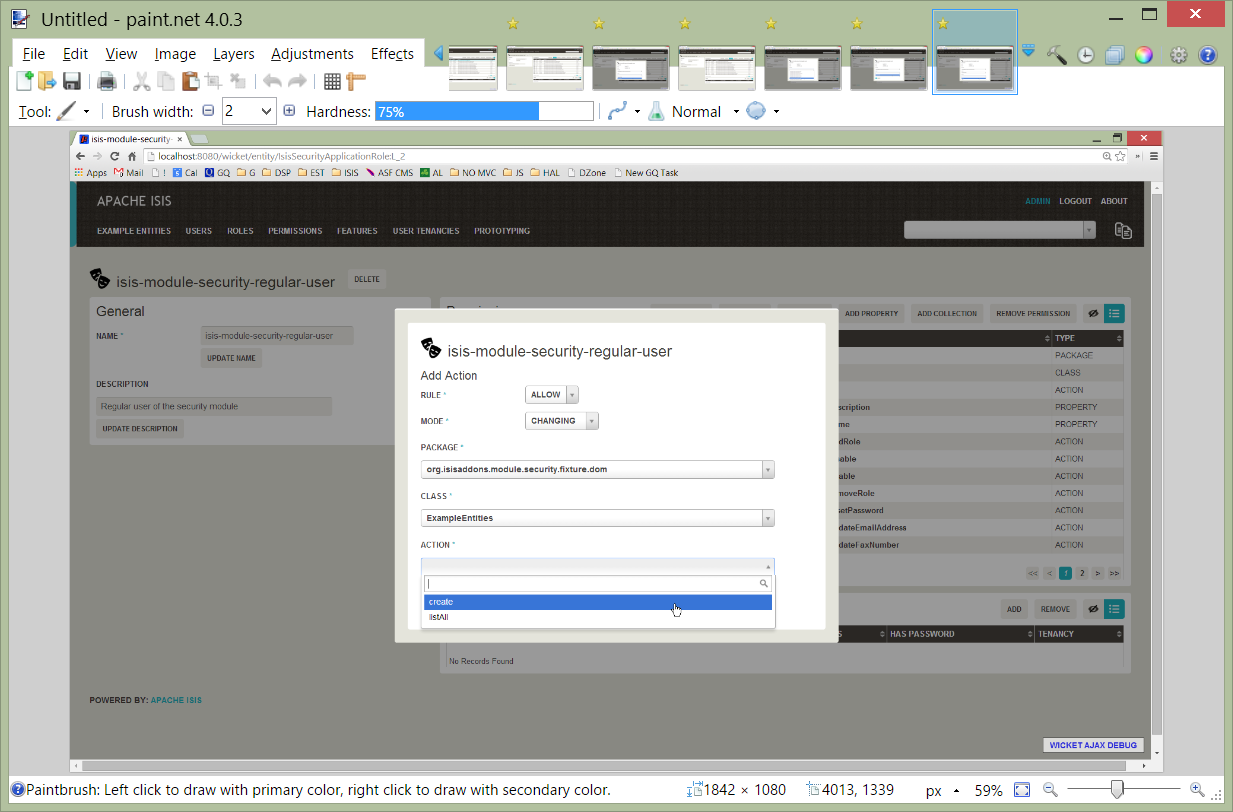 Untitled - paint.net 4.0.3
File Edit View Image Layers Adjustments Effects
Tool: Brush width: 2 Hardness: 75% Normal
isis-module-security-
localhost:8080/wicket/entity/IsisSecurityApplicationRole:L_2
Apps Mail ! Cal GQ G DSP EST ISIS ASF CMS AL NO MVC JS HAL DZone New GQ Task
APACHE ISIS ADMIN LOGOUT ABOUT
EXAMPLE ENTITIES USERS ROLES PERMISSIONS FEATURES USER TENANCIES PROTOTYPING
isis-module-security-regular-user DELETE
General
NAME * isis-module-security-regular-user
UPDATE NAME
DESCRIPTION
Regular user of the security module
UPDATE DESCRIPTION
ADD PROPERTY ADD COLLECTION REMOVE PERMISSION
TYPE
PACKAGE
CLASS
ACTION
scription PROPERTY
me PROPERTY
dRole ACTION
able ACTION
able ACTION
moveRole ACTION
setPassword ACTION
dateEmailAddress ACTION
dateFaxNumber ACTION
<< < 1 2 > >>
ADD REMOVE
S HAS PASSWORD TENANCY
No Records Found
isis-module-security-regular-user
Add Action
RULE * ALLOW
MODE * CHANGING
PACKAGE *
org.isisaddons.module.security.fixture.dom
CLASS *
ExampleEntities
ACTION *
create
listAll
POWERED BY: APACHE ISIS
WICKET AJAX DEBUG
Paintbrush: Left click to draw with primary color, right click to draw with secondary color. 1842 × 1080 4013, 1339 px 59%